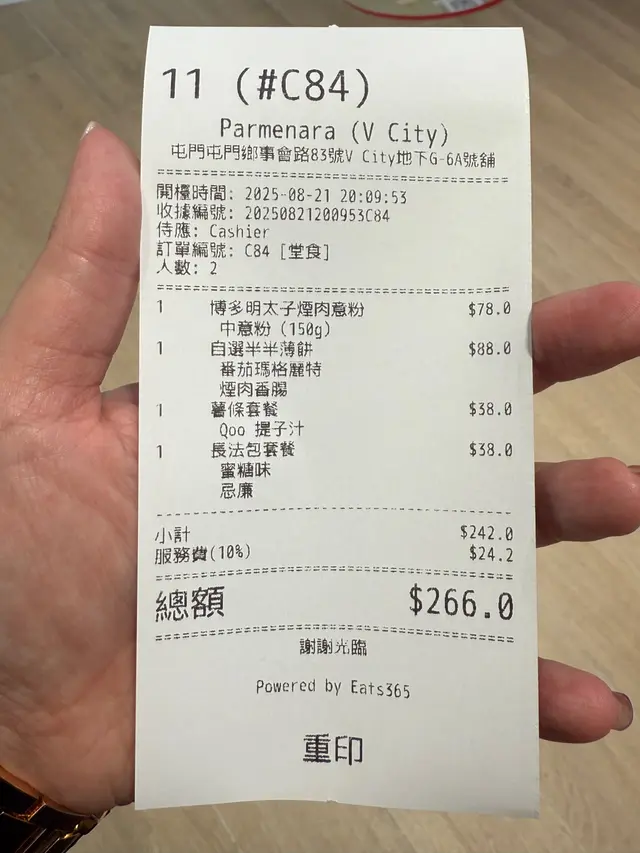 11 (#C84)
Parmenara (V City)
屯門屯門鄉事會路83號V City地下G-6A號舖
開檯時間: 2025-08-21 20:09:53
收據編號: 20250821200953C84
侍應: Cashier
訂單編號: C84 [堂食]
人數: 2
1 博多明太子煙肉意粉 $78.0
中意粉 (150g)
1 自選半半薄餅 $88.0
番茄瑪格麗特
煙肉香腸
1 薯條套餐 $38.0
Qoo 提子汁
1 長法包套餐 $38.0
蜜糖味
忌廉
小計 $242.0
服務費(10%) $24.2
總額 $266.0
謝謝光臨
Powered by Eats365
重印